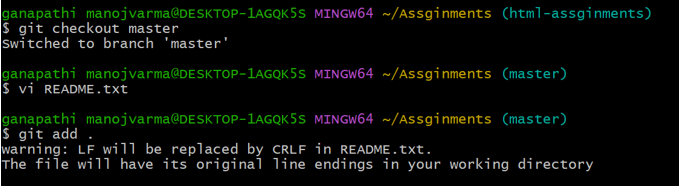 ganapathi manojvarma@DESKTOP-1AGQK5S MINGW64 ~/Assginments (html-assginments)
$ git checkout master
Switched to branch 'master'
ganapathi manojvarma@DESKTOP-1AGQK5S MINGW64 ~/Assginments (master)
$ vi README.txt
ganapathi manojvarma@DESKTOP-1AGQK5S MINGW64 ~/Assginments (master)
$ git add .
warning: LF will be replaced by CRLF in README.txt.
The file will have its original line endings in your working directory